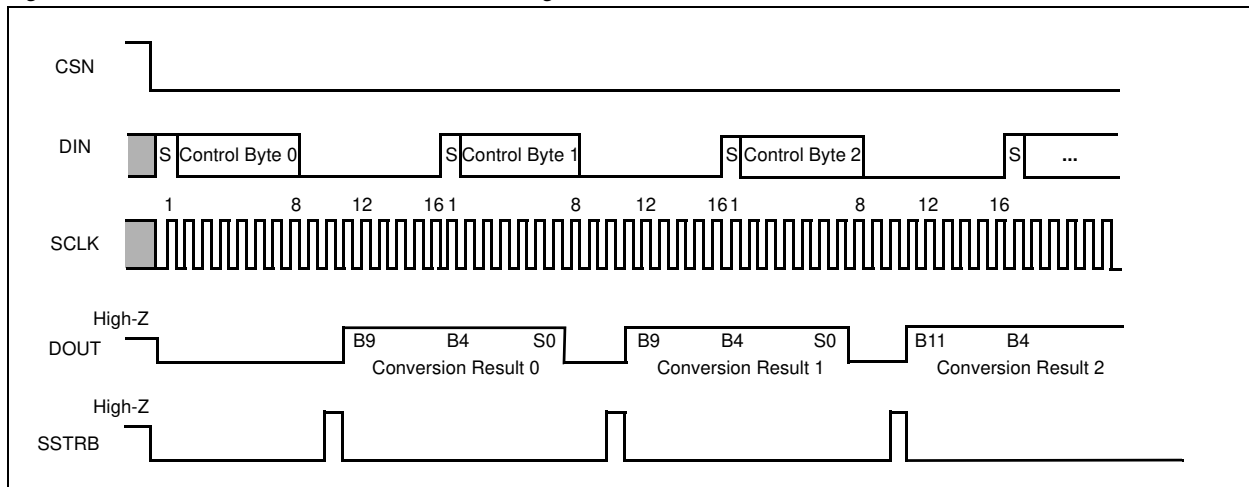 CSN
DIN
S Control Byte 0 S Control Byte 1 S Control Byte 2 S ...
1 8 12 16 1 8 12 16 1 8 12 16
SCLK
High-Z
DOUT
B9 B4 S0 B9 B4 S0 B11 B4
Conversion Result 0 Conversion Result 1 Conversion Result 2
High-Z
SSTRB